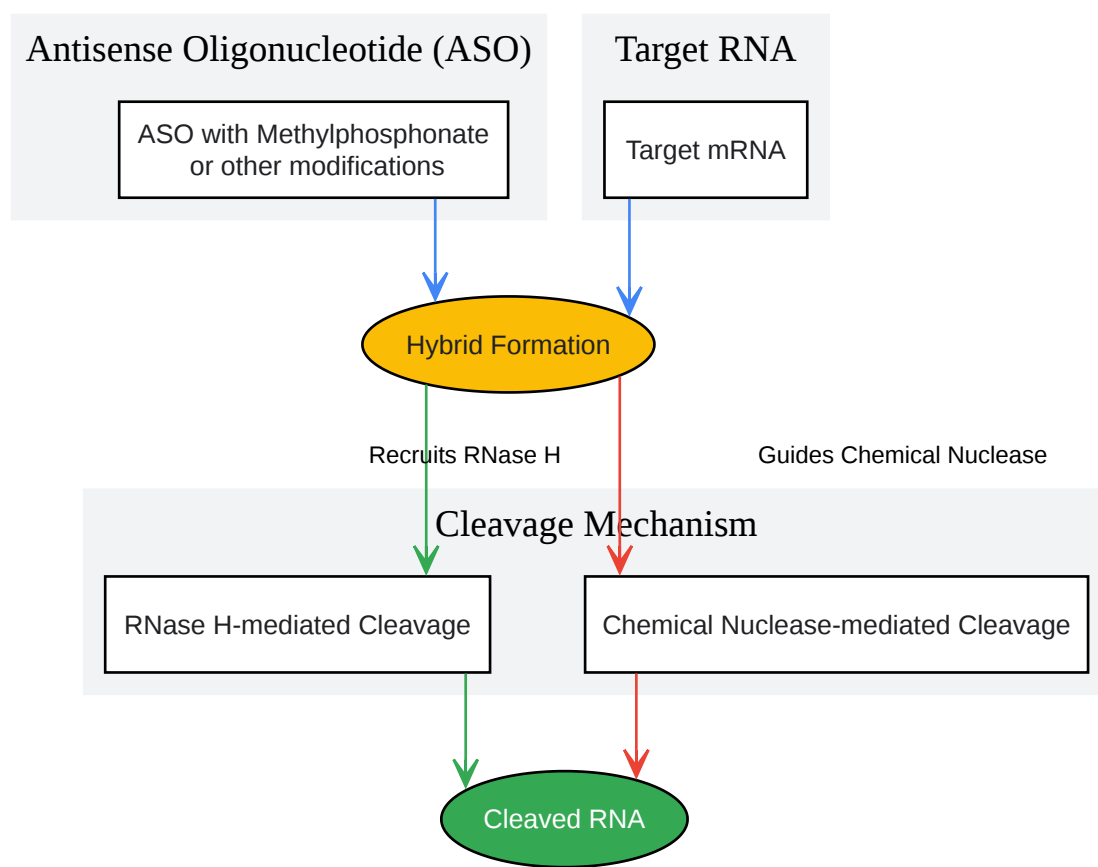 Antisense Oligonucleotide (ASO)
Target RNA
ASO with Methylphosphonate
or other modifications
Target mRNA
Hybrid Formation
Recruits RNase H
Guides Chemical Nuclease
Cleavage Mechanism
RNase H-mediated Cleavage
Chemical Nuclease-mediated Cleavage
Cleaved RNA